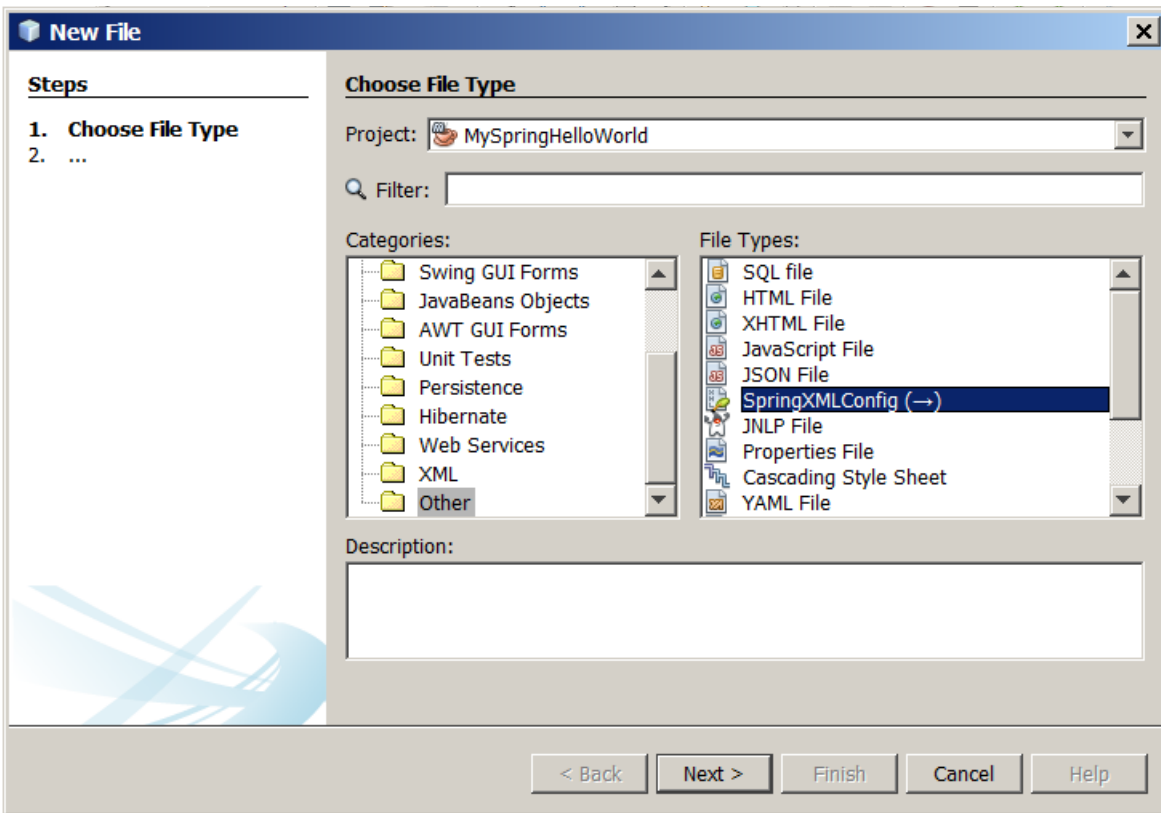 New File
Steps
1. Choose File Type
2. ...
Choose File Type
Project: MySpringHelloWorld
Filter:
Categories:
Swing GUI Forms
JavaBeans Objects
AWT GUI Forms
Unit Tests
Persistence
Hibernate
Web Services
XML
Other
File Types:
SQL file
HTML File
XHTML File
JavaScript File
JSON File
SpringXMLConfig (→)
JNLP File
Properties File
Cascading Style Sheet
YAML File
Description:
< Back Next > Finish Cancel Help